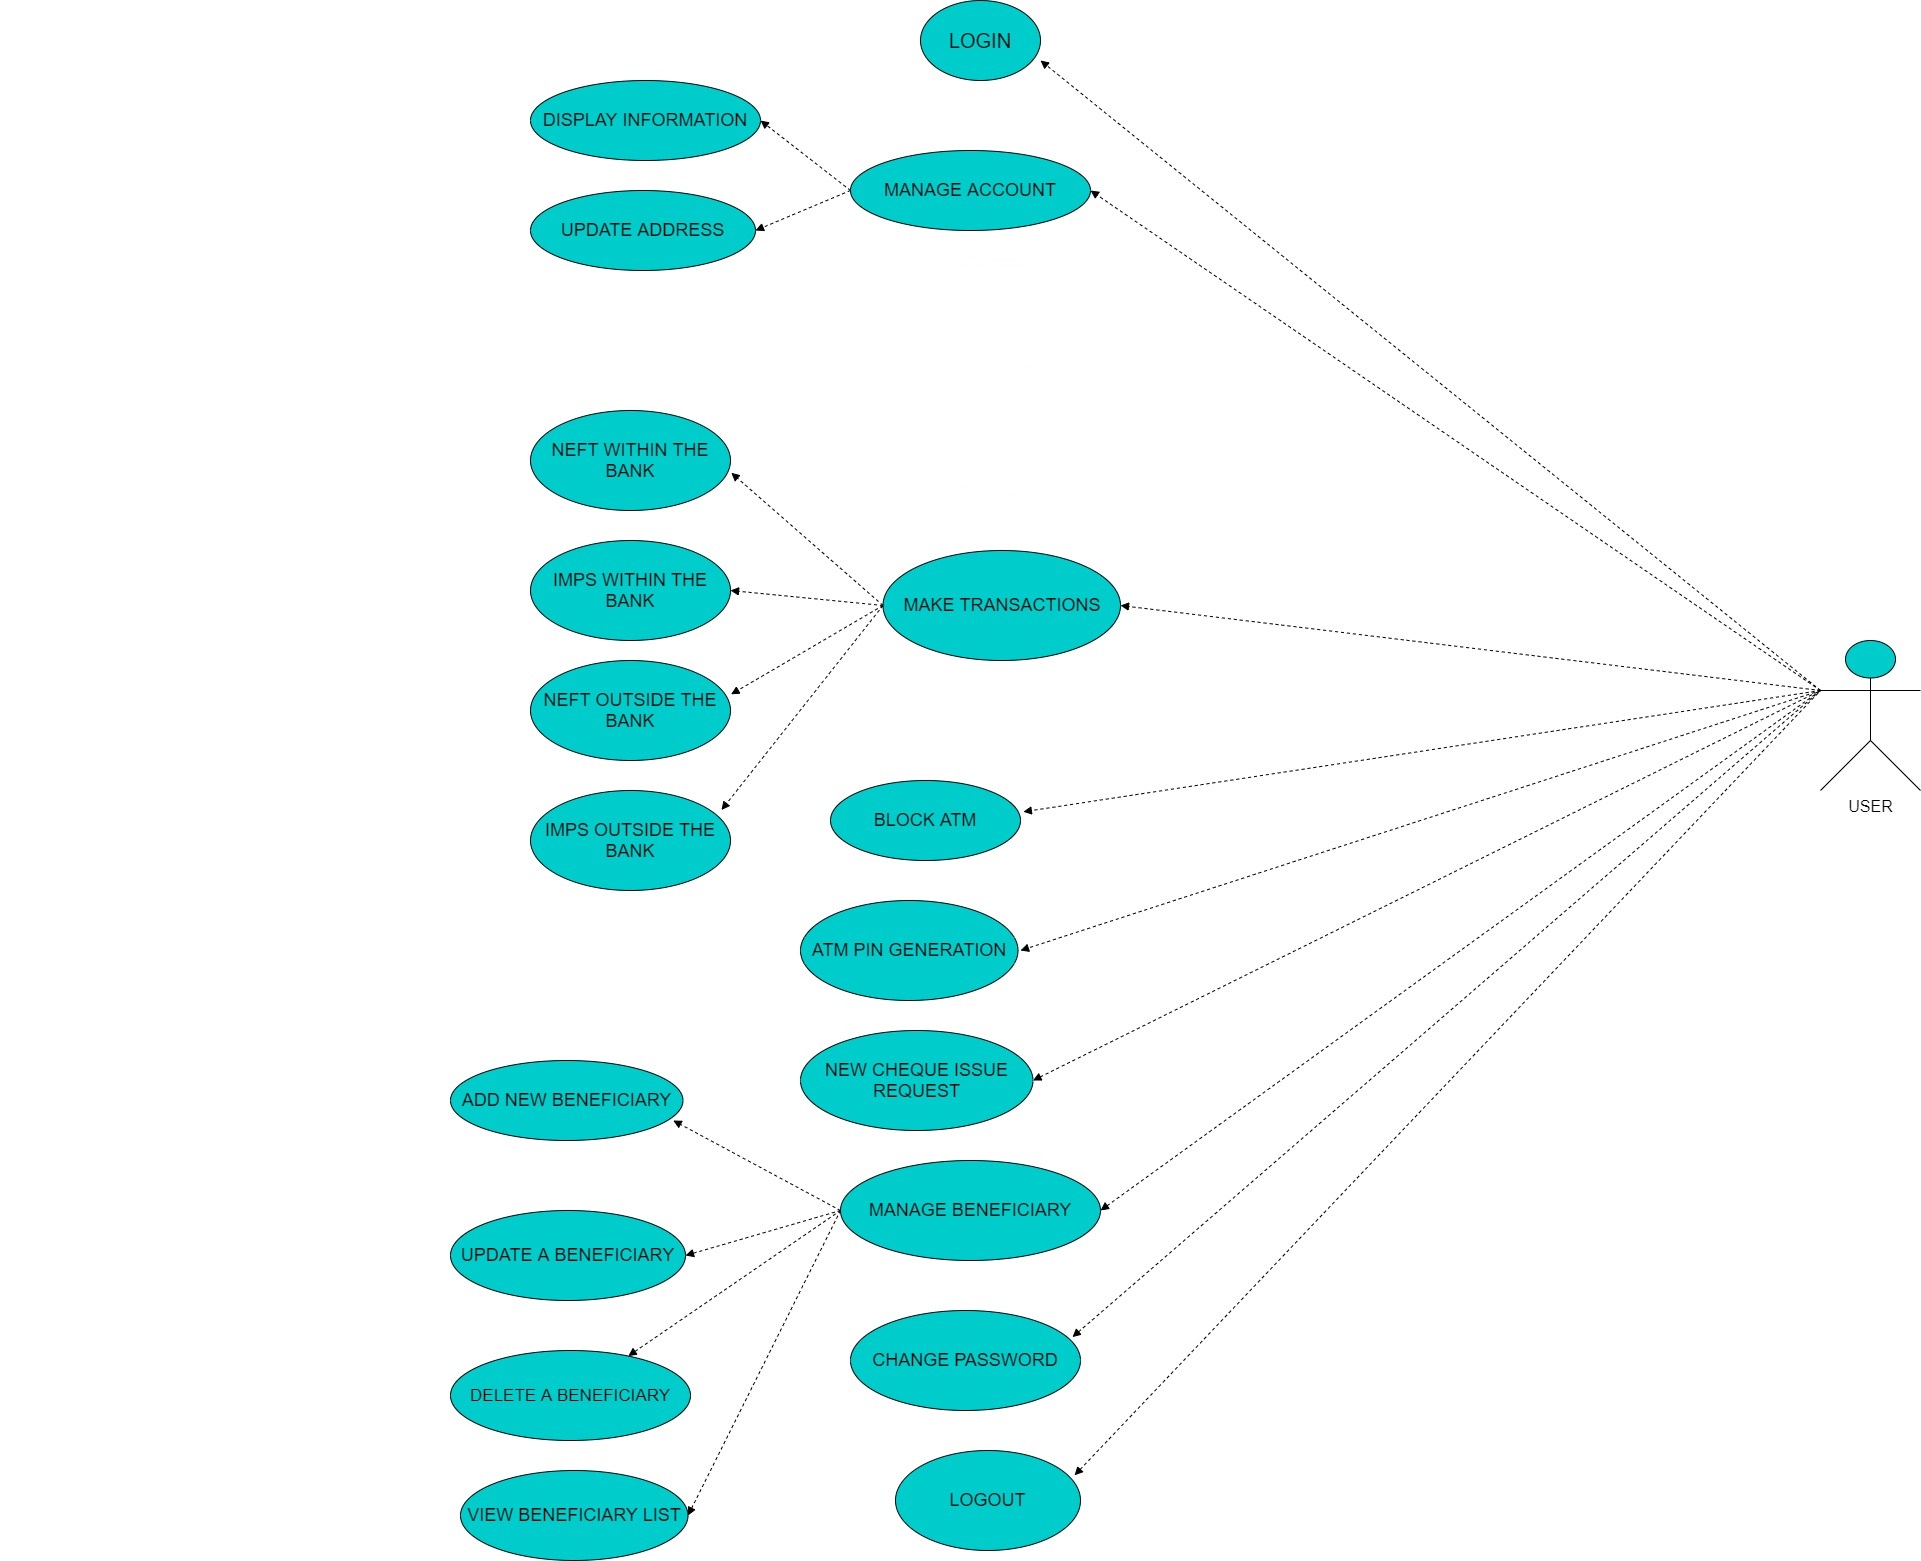 LOGIN
DISPLAY INFORMATION
MANAGE ACCOUNT
UPDATE ADDRESS
NEFT WITHIN THE
BANK
IMPS WITHIN THE
BANK
MAKE TRANSACTIONS
NEFT OUTSIDE THE
BANK
IMPS OUTSIDE THE
BANK
BLOCK ATM
USER
ATM PIN GENERATION
NEW CHEQUE ISSUE
REQUEST
ADD NEW BENEFICIARY
MANAGE BENEFICIARY
UPDATE A BENEFICIARY
CHANGE PASSWORD
DELETE A BENEFICIARY
LOGOUT
VIEW BENEFICIARY LIST